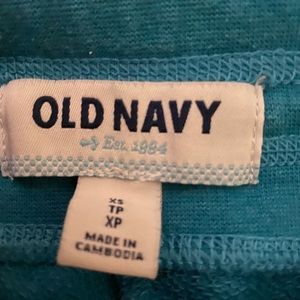 OLD NAVY
Est. 1994
XS
TP
XP
MADE IN
CAMBODIA